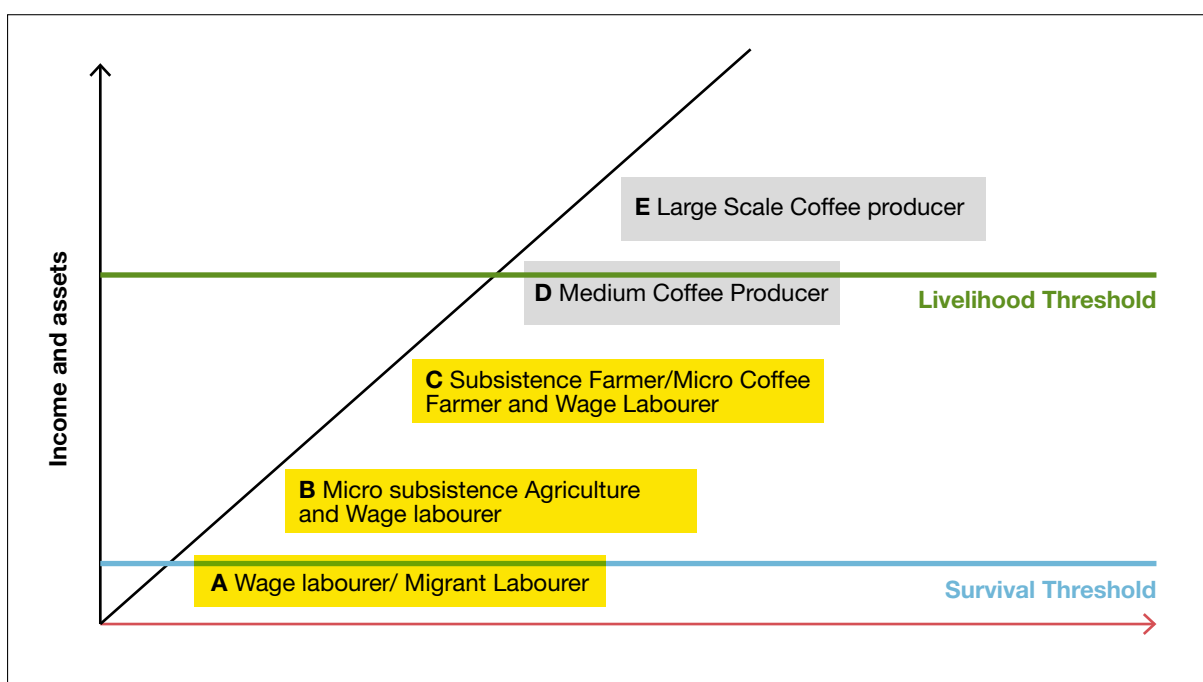 Income and assets
E Large Scale Coffee producer
D Medium Coffee Producer
Livelihood Threshold
C Subsistence Farmer/Micro Coffee
Farmer and Wage Labourer
B Micro subsistence Agriculture
and Wage labourer
A Wage labourer/ Migrant Labourer
Survival Threshold